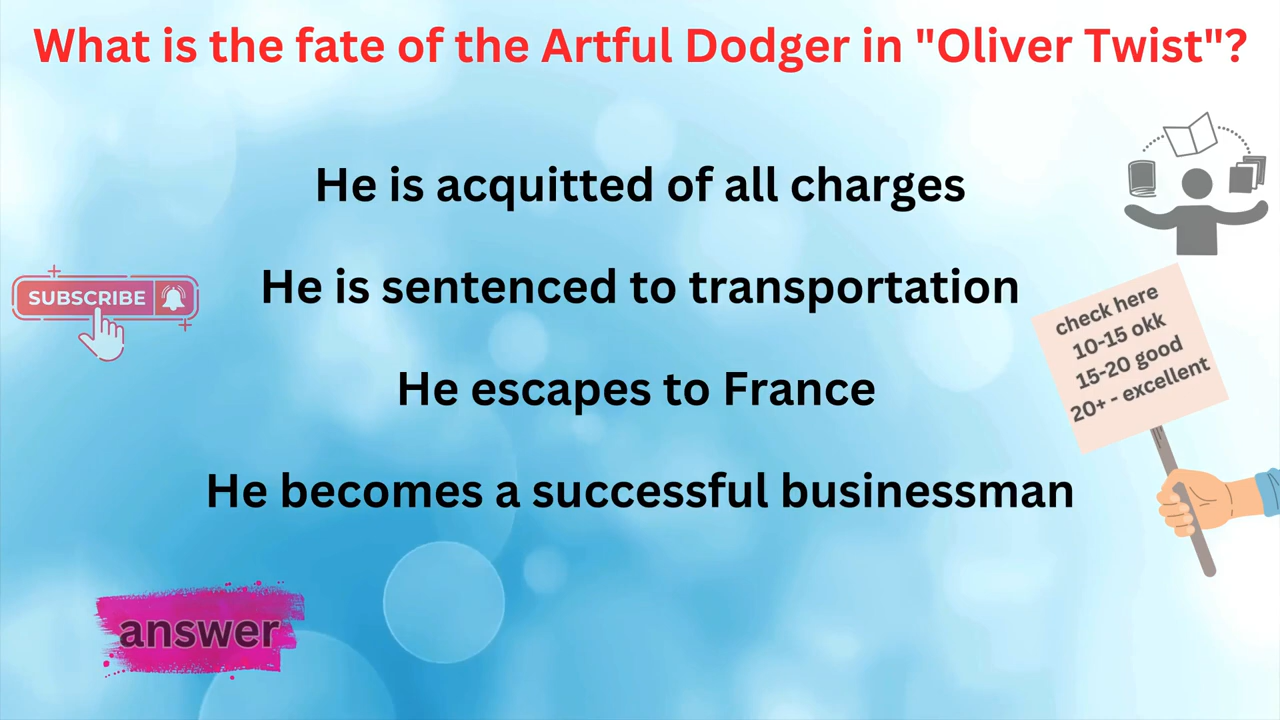 What is the fate of the Artful Dodger in "Oliver Twist"?
He is acquitted of all charges
He is sentenced to transportation
SUBSCRIBE
check here
10-15 okk
15-20 good
20+ - excellent
He escapes to France
He becomes a successful businessman
answer